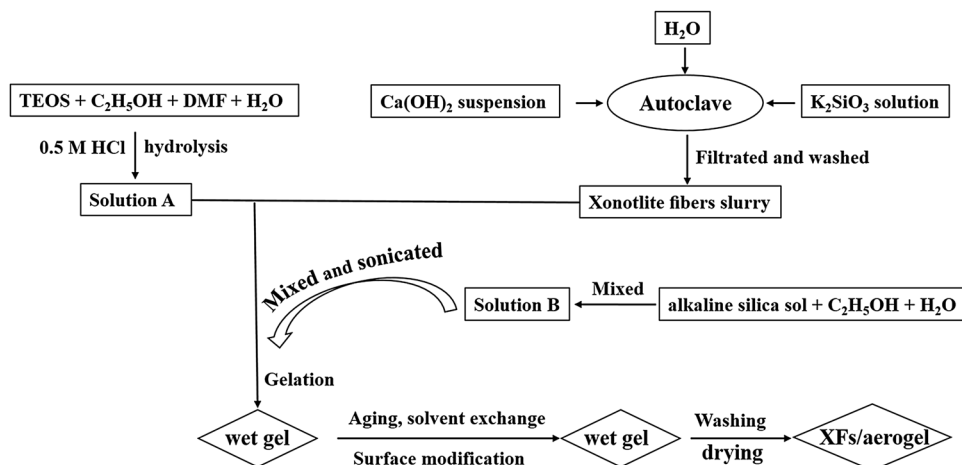 H₂O
TEOS + C₂H₅OH + DMF + H₂O
Ca(OH)₂ suspension
Autoclave
K₂SiO₃ solution
0.5 M HCl
hydrolysis
Filtrated and washed
Solution A
Xonotlite fibers slurry
Mixed and sonicated
Solution B
Mixed
alkaline silica sol + C₂H₅OH + H₂O
Gelation
wet gel
Aging, solvent exchange
Surface modification
wet gel
Washing
drying
XFs/aerogel